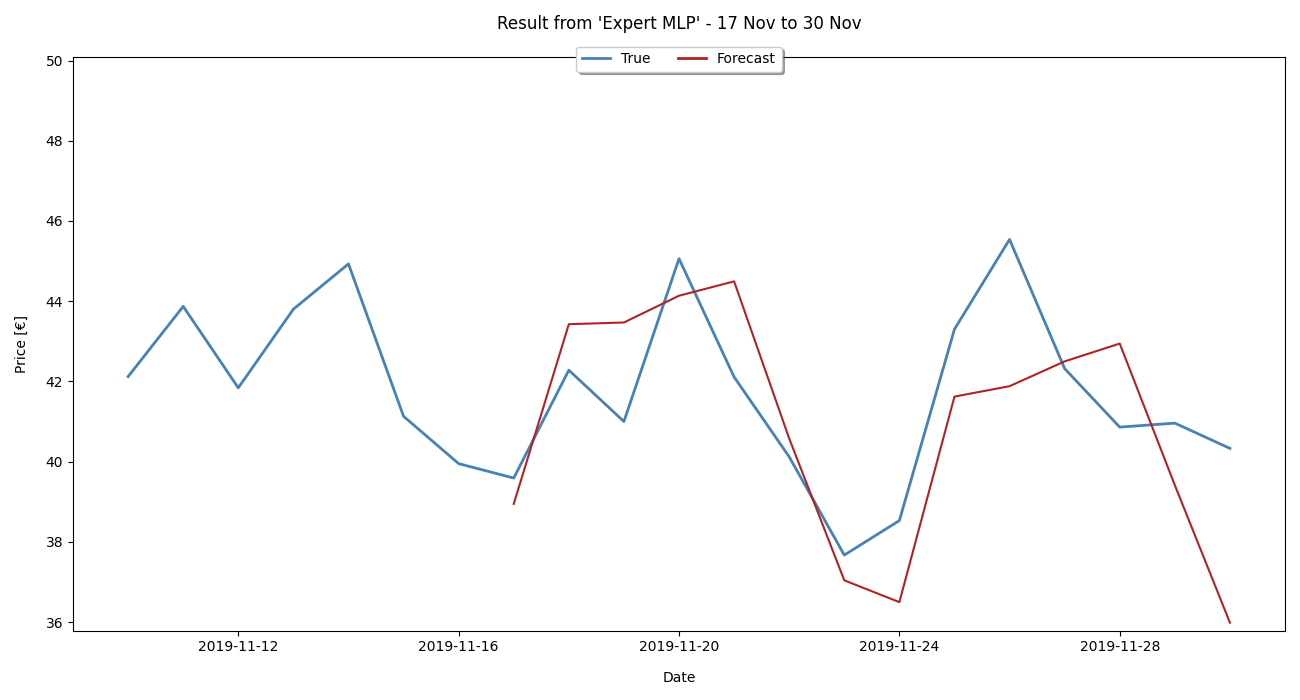 Result from 'Expert MLP' - 17 Nov to 30 Nov
True Forecast
50
48
46
44
42
40
38
36
Price [€]
2019-11-12 2019-11-16 2019-11-20 2019-11-24 2019-11-28
Date